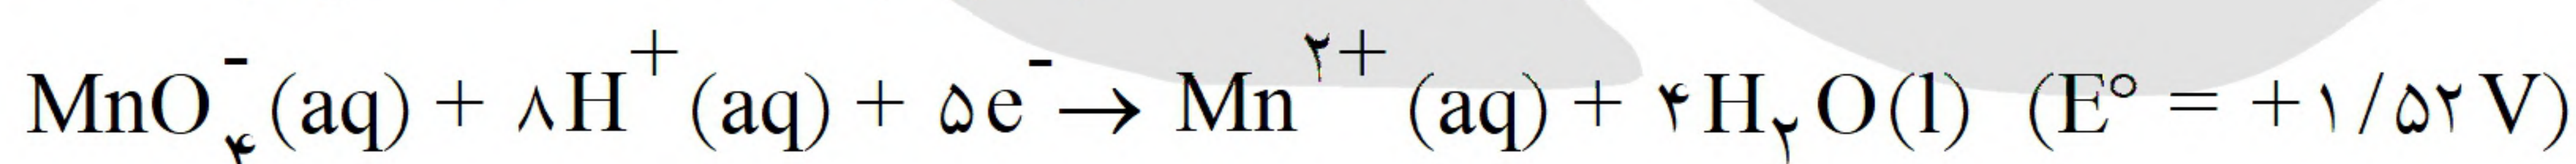 MnO₄⁻(aq) + ۸H⁺(aq) + ۵e⁻ → Mn²⁺(aq) + ۴H₂O(l) (E° = +۱/۵۲ V)